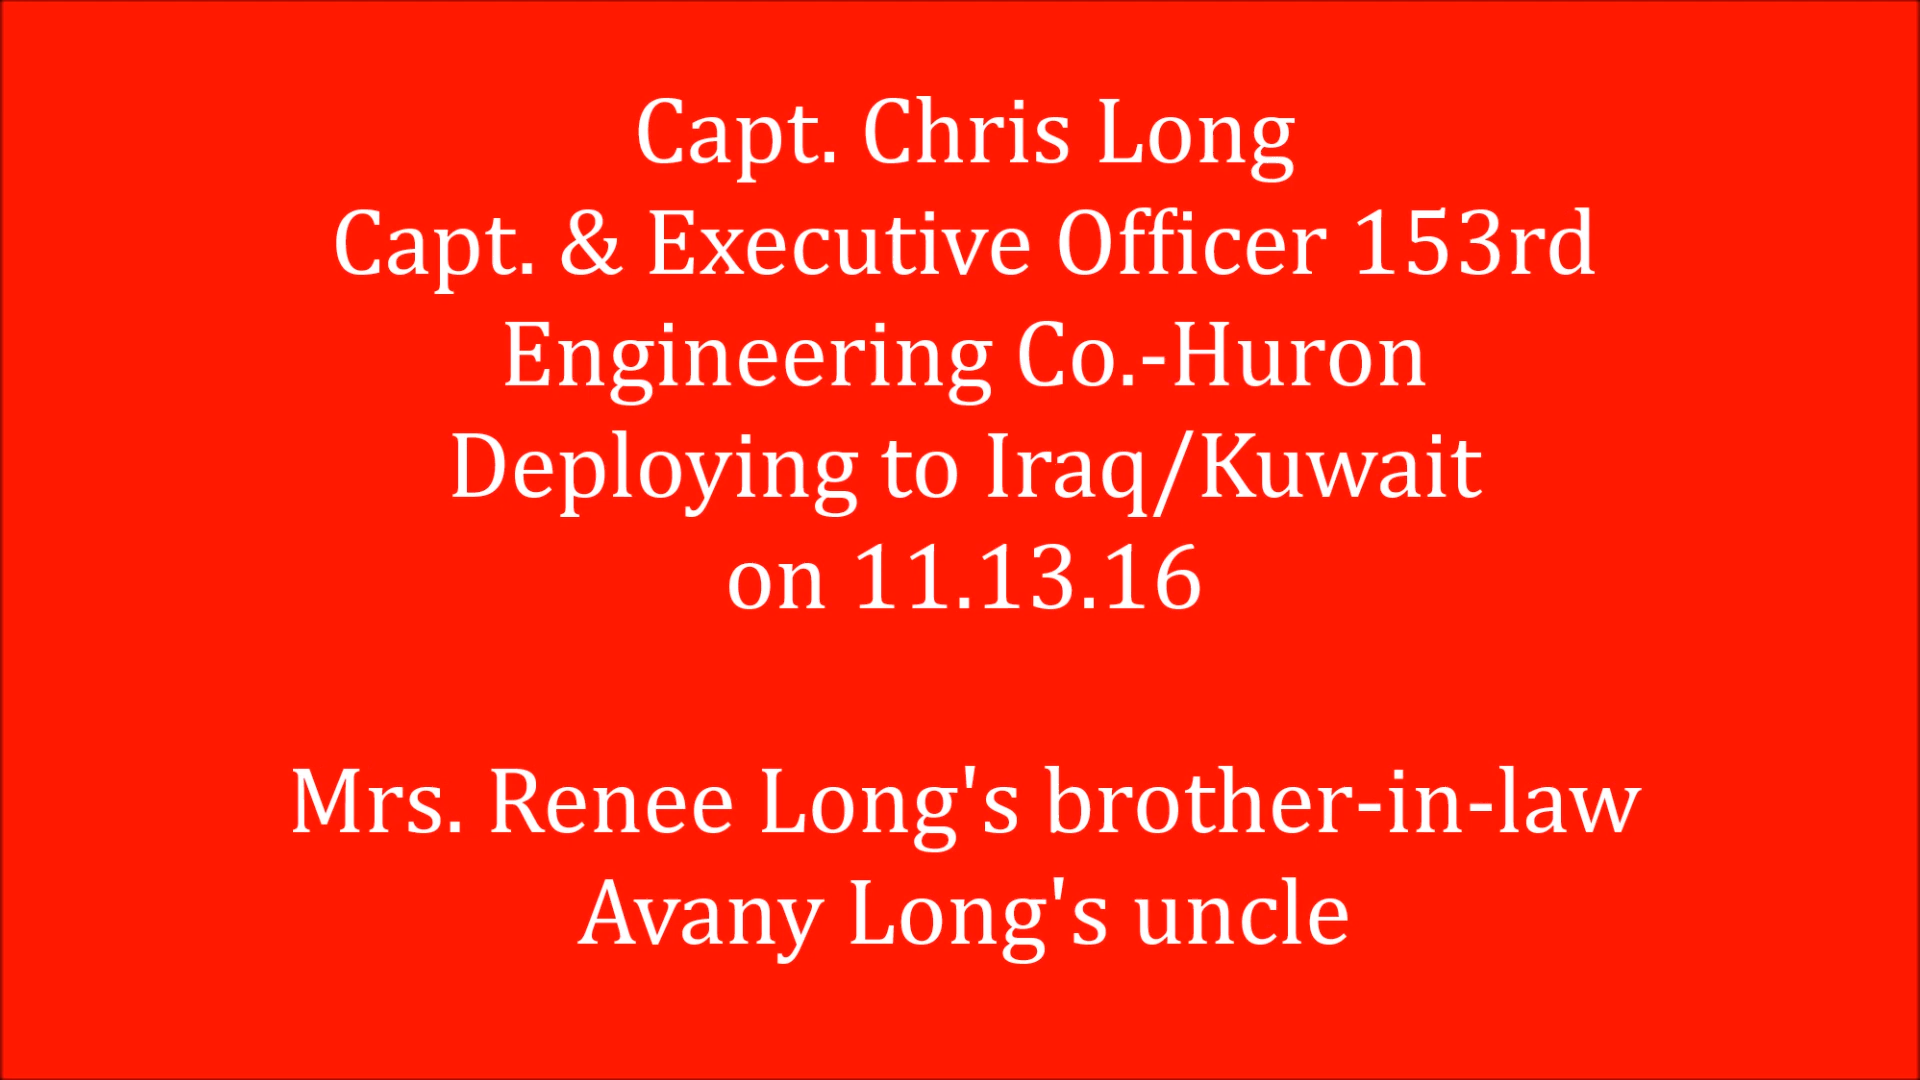 Capt. Chris Long
Capt. & Executive Officer 153rd
Engineering Co.-Huron
Deploying to Iraq/Kuwait
on 11.13.16
Mrs. Renee Long's brother-in-law
Avany Long's uncle